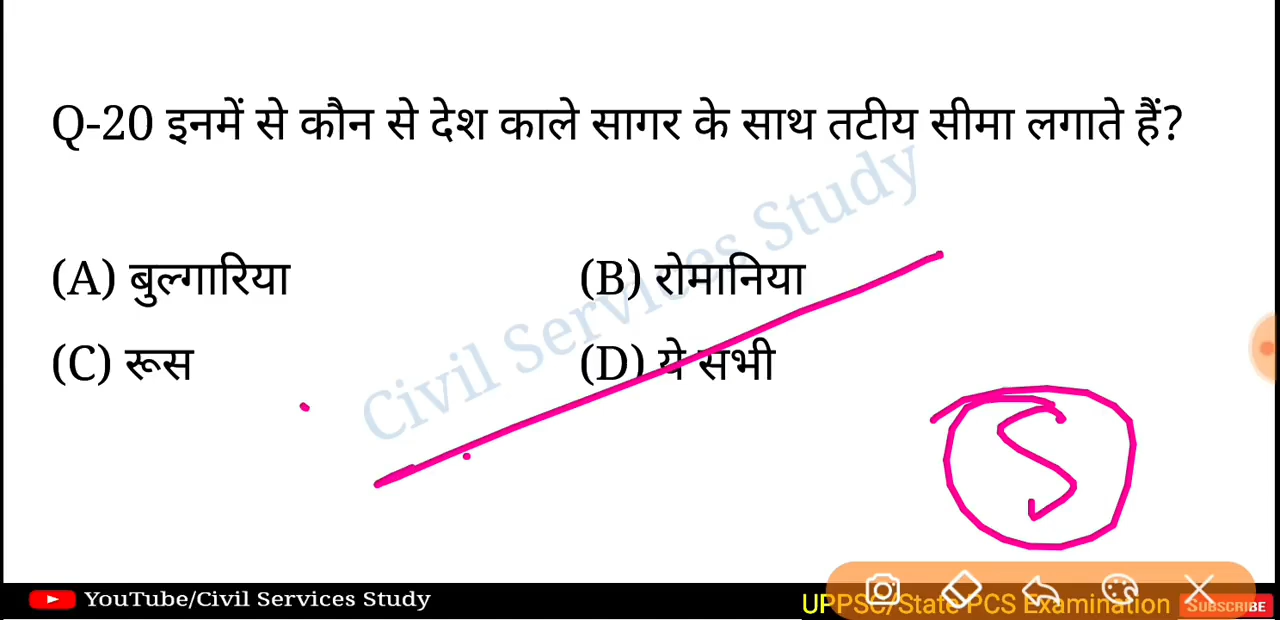 Q-20 इनमें से कौन से देश काले सागर के साथ तटीय सीमा लगाते हैं?
Civil Services Study
(A) बुल्गारिया (B) रोमानिया
(C) रूस (D) ये सभी
S
YouTube/Civil Services Study
UPPSC/State PCS Examination SUBSCRIBE